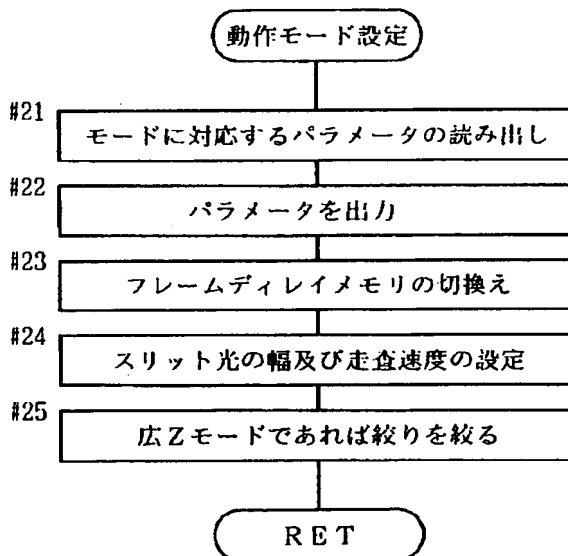 動作モード設定
#21
モードに対応するパラメータの読み出し
#22
パラメータを出力
#23
フレームディレイメモリの切換え
#24
スリット光の幅及び走査速度の設定
#25
広Zモードであれば絞りを絞る
RET